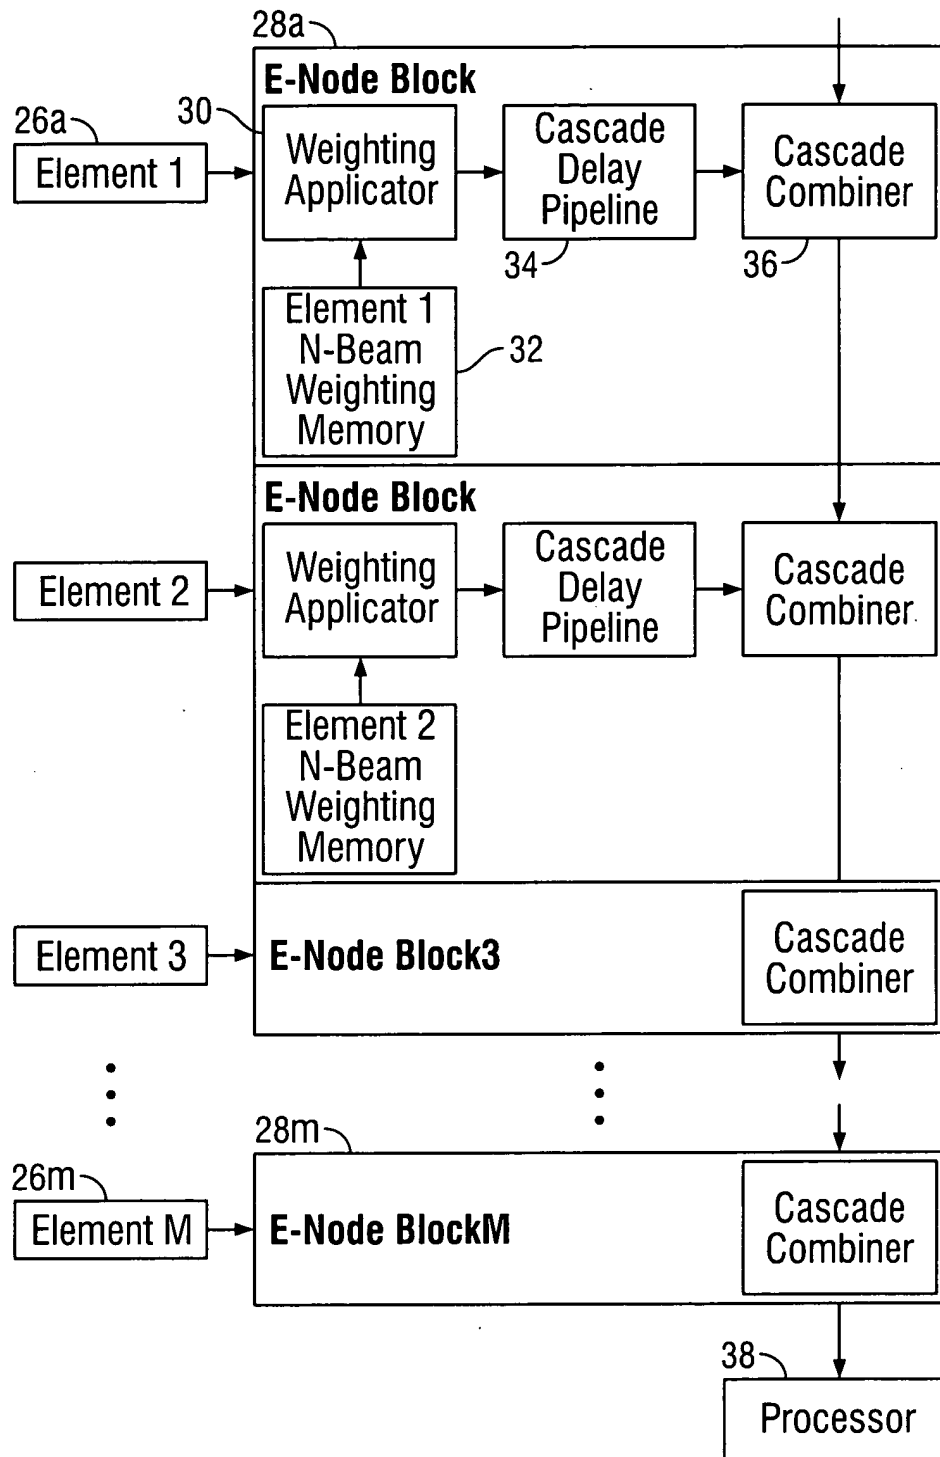 28a
E-Node Block
26a
30
Element 1
Weighting
Applicator
Cascade
Delay
Pipeline
Cascade
Combiner
34
36
Element 1
N-Beam
Weighting
Memory
32
E-Node Block
Element 2
Weighting
Applicator
Cascade
Delay
Pipeline
Cascade
Combiner
Element 2
N-Beam
Weighting
Memory
Element 3
E-Node Block3
Cascade
Combiner
28m
26m
Element M
E-Node BlockM
Cascade
Combiner
38
Processor